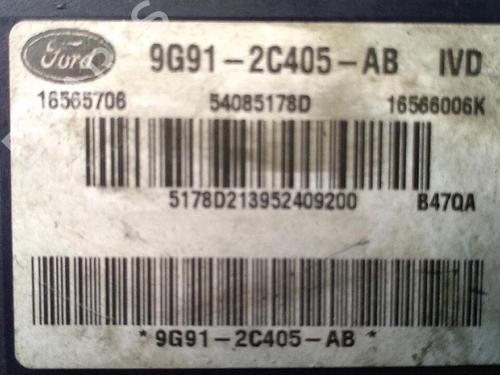 Ford 9G91-2C405-AB IVD
16565706 54085178D 16566006K
5178D213952409200 B47QA
* 9G91-2C405-AB *